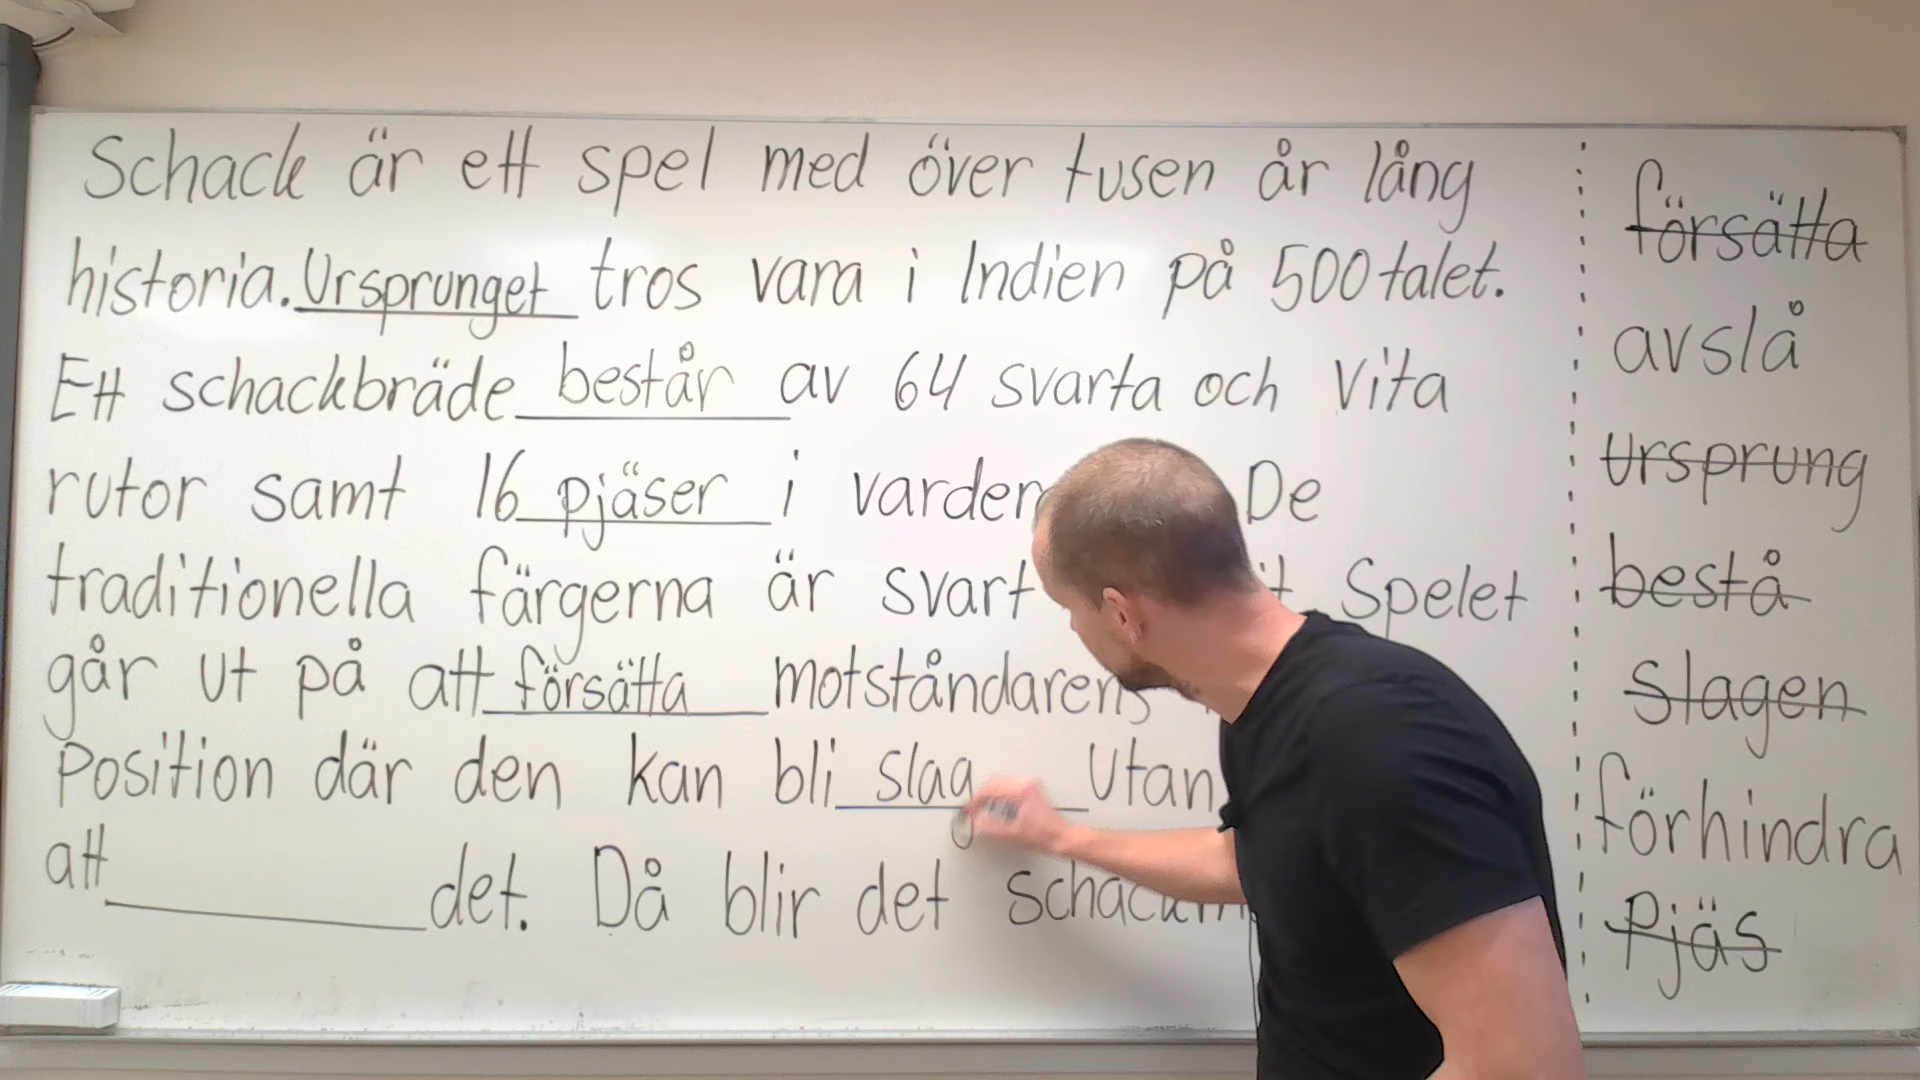 Schack är ett spel med över tusen år lång
historia. Ursprunget tros vara i Indien på 500 talet.
Ett schackbräde består av 64 svarta och Vita
rutor samt 16 pjäser i De
traditionella färgerna är svart Spelet
går ut på att försätta motståndarens
Position där den kan bli slag Utan
att det. Då blir det
försätta
avslå
Ursprung
bestå
Slagen
förhindra
Pjäs